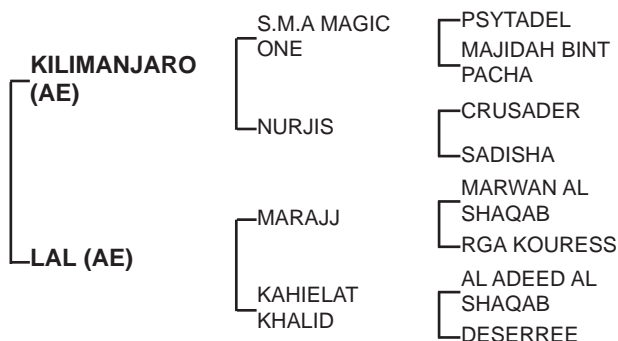 KILIMANJARO
(AE)
LAL (AE)
S.M.A MAGIC
ONE
NURJIS
MARAJJ
KAHIELAT
KHALID
PSYTADEL
MAJIDAH BINT
PACHA
CRUSADER
SADISHA
MARWAN AL
SHAQAB
RGA KOURESS
AL ADEED AL
SHAQAB
DESERREE